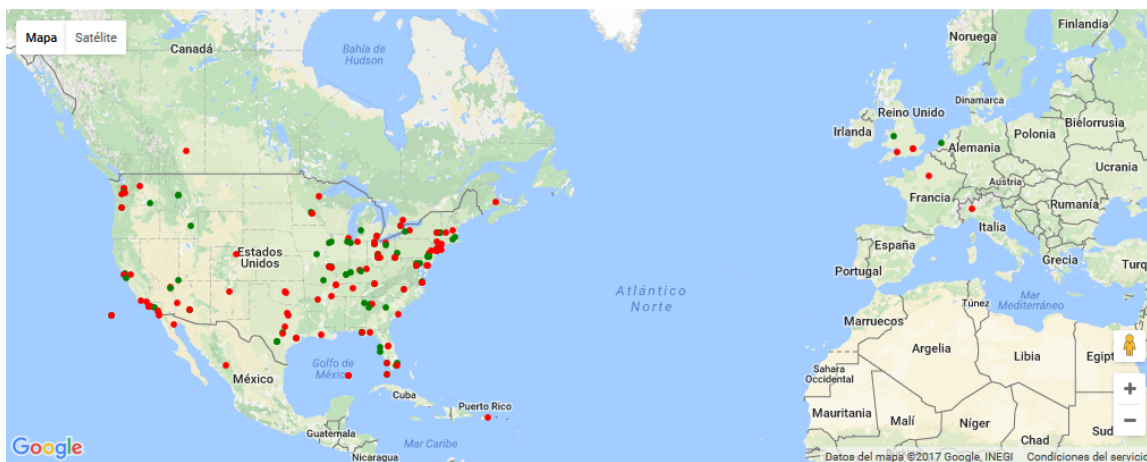 Mapa
Satélite
Canadá
Bahía de
Hudson
Noruega
Finlandia
Dinamarca
Reino Unido
Irlanda
Bielorrusia
Polonia
Alemania
Ucrania
Austria
Francia
Rumanía
Italia
España
Grecia
Portugal
Turq
Estados
Unidos
Atlántico
Norte
Mar
Mediterráneo
Túnez
Marruecos
Argelia
Libia
Egipt
Golfo de
México
México
Sahara
Occidental
Cuba
Puerto Rico
Mauritania
Malí
Níger
Chad
Sud
Guatemala
Mar Caribe
Nicaragua
+
−
Google
Datos del mapa ©2017 Google, INEGI
Condiciones del servicio